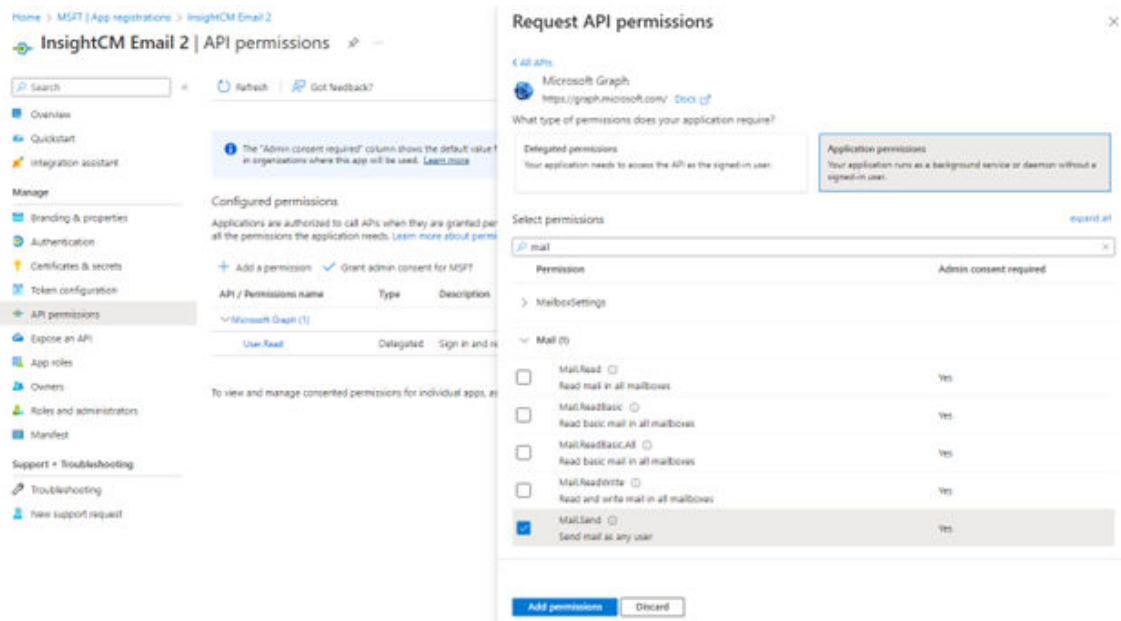 Home > MSFT | App registrations > InsightCM Email 2
InsightCM Email 2 | API permissions
Search
Overview
Quickstart
Integration assistant
Manage
Branding & properties
Authentication
Certificates & secrets
Token configuration
API permissions
Expose an API
App roles
Owners
Roles and administrators
Manifest
Support + Troubleshooting
Troubleshooting
New support request
Refresh
Got feedback?
The "Admin consent required" column shows the default value
in organizations where this app will be used. Learn more
Configured permissions
Applications are authorized to call APIs when they are granted per
all the permissions the application needs. Learn more about permi
Add a permission
Grant admin consent for MSFT
API / Permissions name Type Description
Microsoft Graph (1)
User.Read Delegated Sign in and re
To view and manage consented permissions for individual apps, as
Request API permissions
All APIs
Microsoft Graph
https://graph.microsoft.com/ Docs
What type of permissions does your application require?
Delegated permissions
Your application needs to access the API as the signed-in user.
Application permissions
Your application runs as a background service or daemon without a
signed-in user.
Select permissions
expand all
mail
Permission Admin consent required
MailboxSettings
Mail (1)
Mail.Read
Read mail in all mailboxes
Yes
Mail.ReadBasic
Read basic mail in all mailboxes
Yes
Mail.ReadBasic.All
Read basic mail in all mailboxes
Yes
Mail.ReadWrite
Read and write mail in all mailboxes
Yes
Mail.Send
Send mail as any user
Yes
Add permissions
Discard